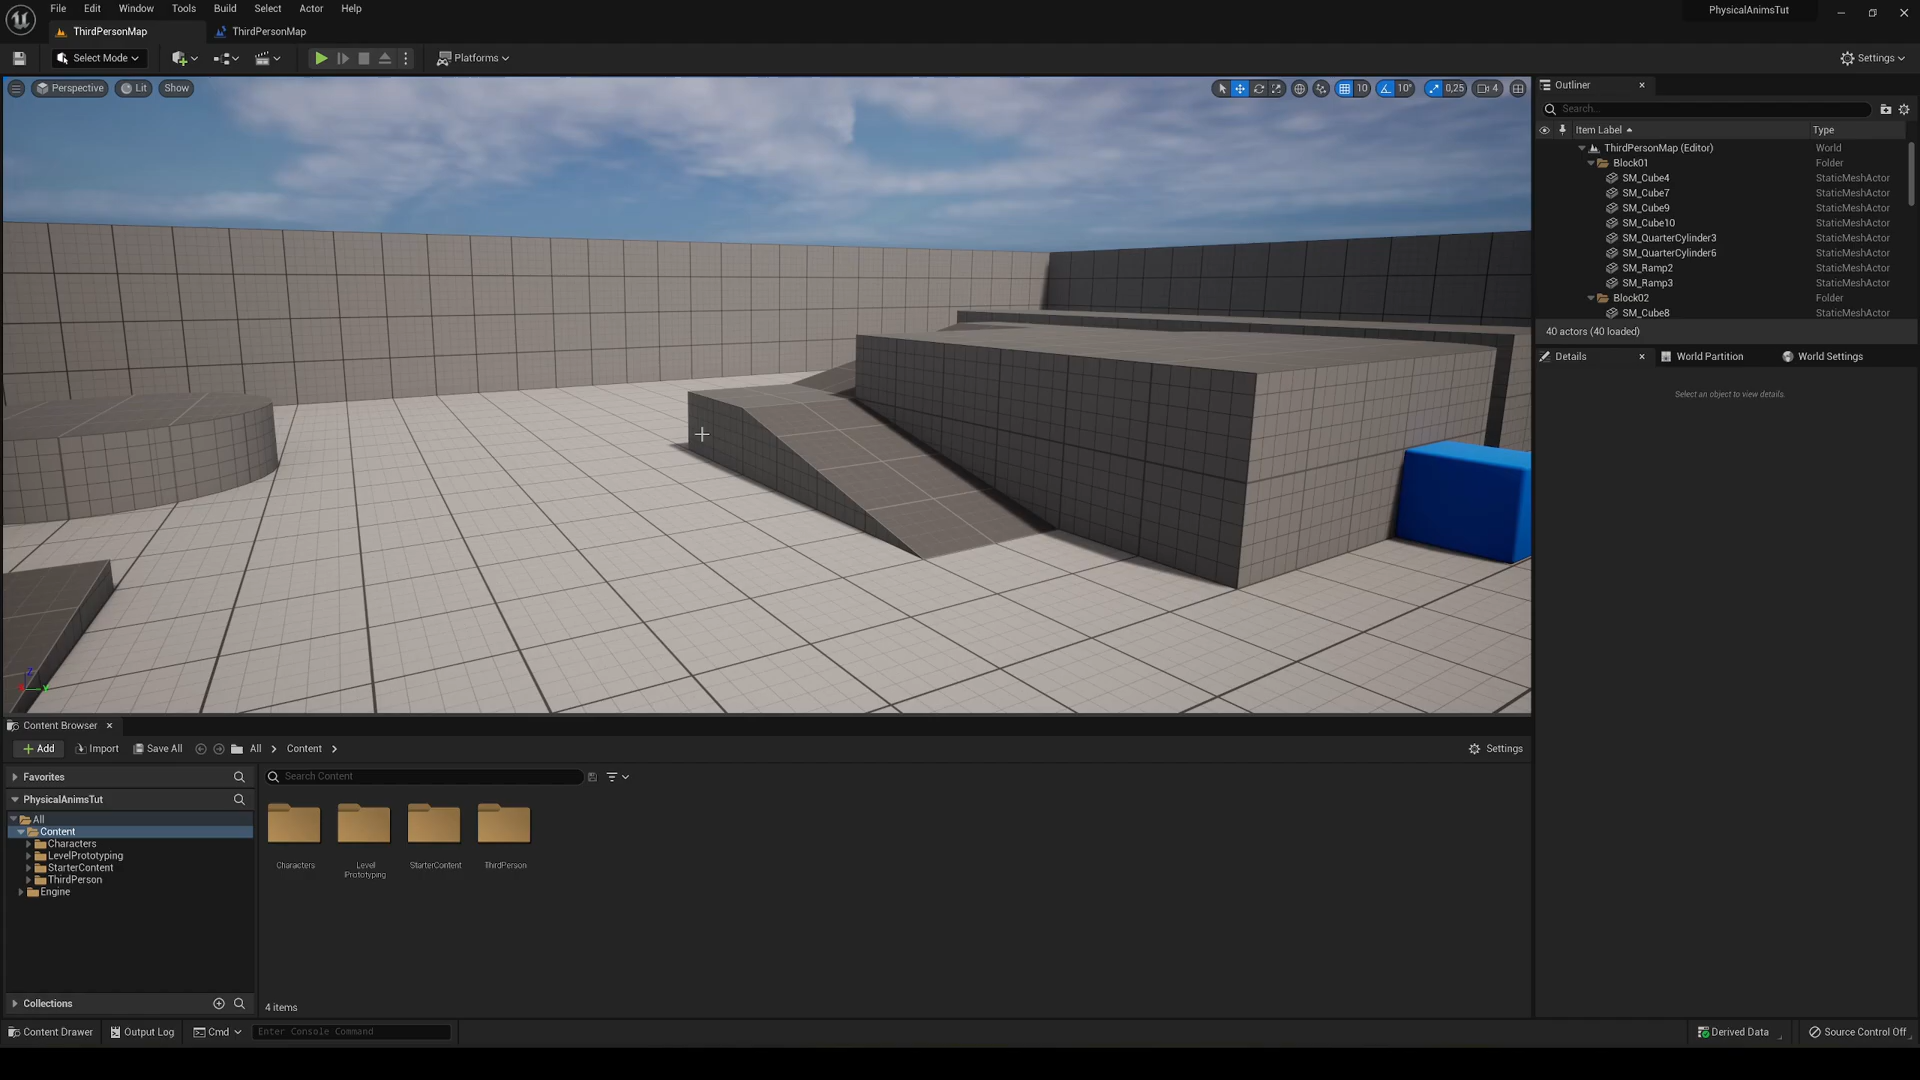 File Edit Window Tools Build Select Actor Help
PhysicalAnimsTut
ThirdPersonMap
ThirdPersonMap
Select Mode
Platforms
Settings
Perspective
Lit
Show
10
10°
0,25
4
Outliner
Search...
Item Label
Type
ThirdPersonMap (Editor) World
Block01 Folder
SM_Cube4 StaticMeshActor
SM_Cube7 StaticMeshActor
SM_Cube9 StaticMeshActor
SM_Cube10 StaticMeshActor
SM_QuarterCylinder3 StaticMeshActor
SM_QuarterCylinder6 StaticMeshActor
SM_Ramp2 StaticMeshActor
SM_Ramp3 StaticMeshActor
Block02 Folder
SM_Cube8 StaticMeshActor
40 actors (40 loaded)
Details
World Partition
World Settings
Select an object to view details.
Z
Content Browser
Add
Import
Save All
All
Content
Settings
Favorites
Search Content
PhysicalAnimsTut
All
Content
Characters
LevelPrototyping
StarterContent
ThirdPerson
Engine
Characters
Level
Prototyping
StarterContent
ThirdPerson
Collections
4 items
Content Drawer
Output Log
Cmd
Enter Console Command
Derived Data
Source Control Off